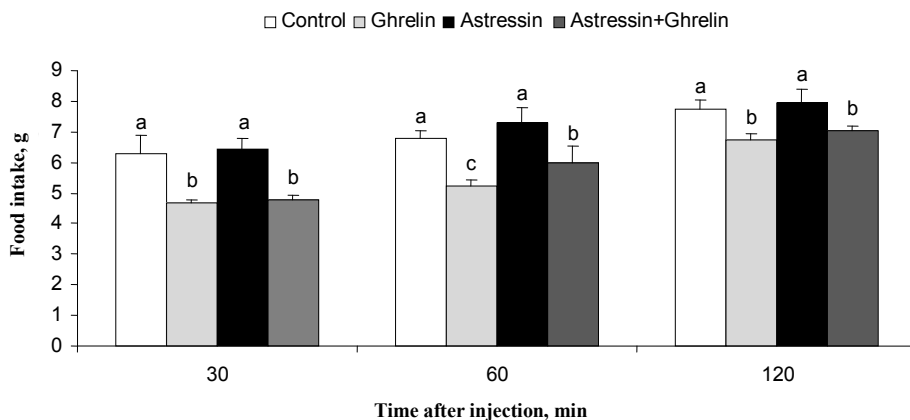 Control Ghrelin Astressin Astressin+Ghrelin
9
8
7
6
5
4
3
2
1
0
Food intake, g
a b a b
a c a b
a b a b
30 60 120
Time after injection, min